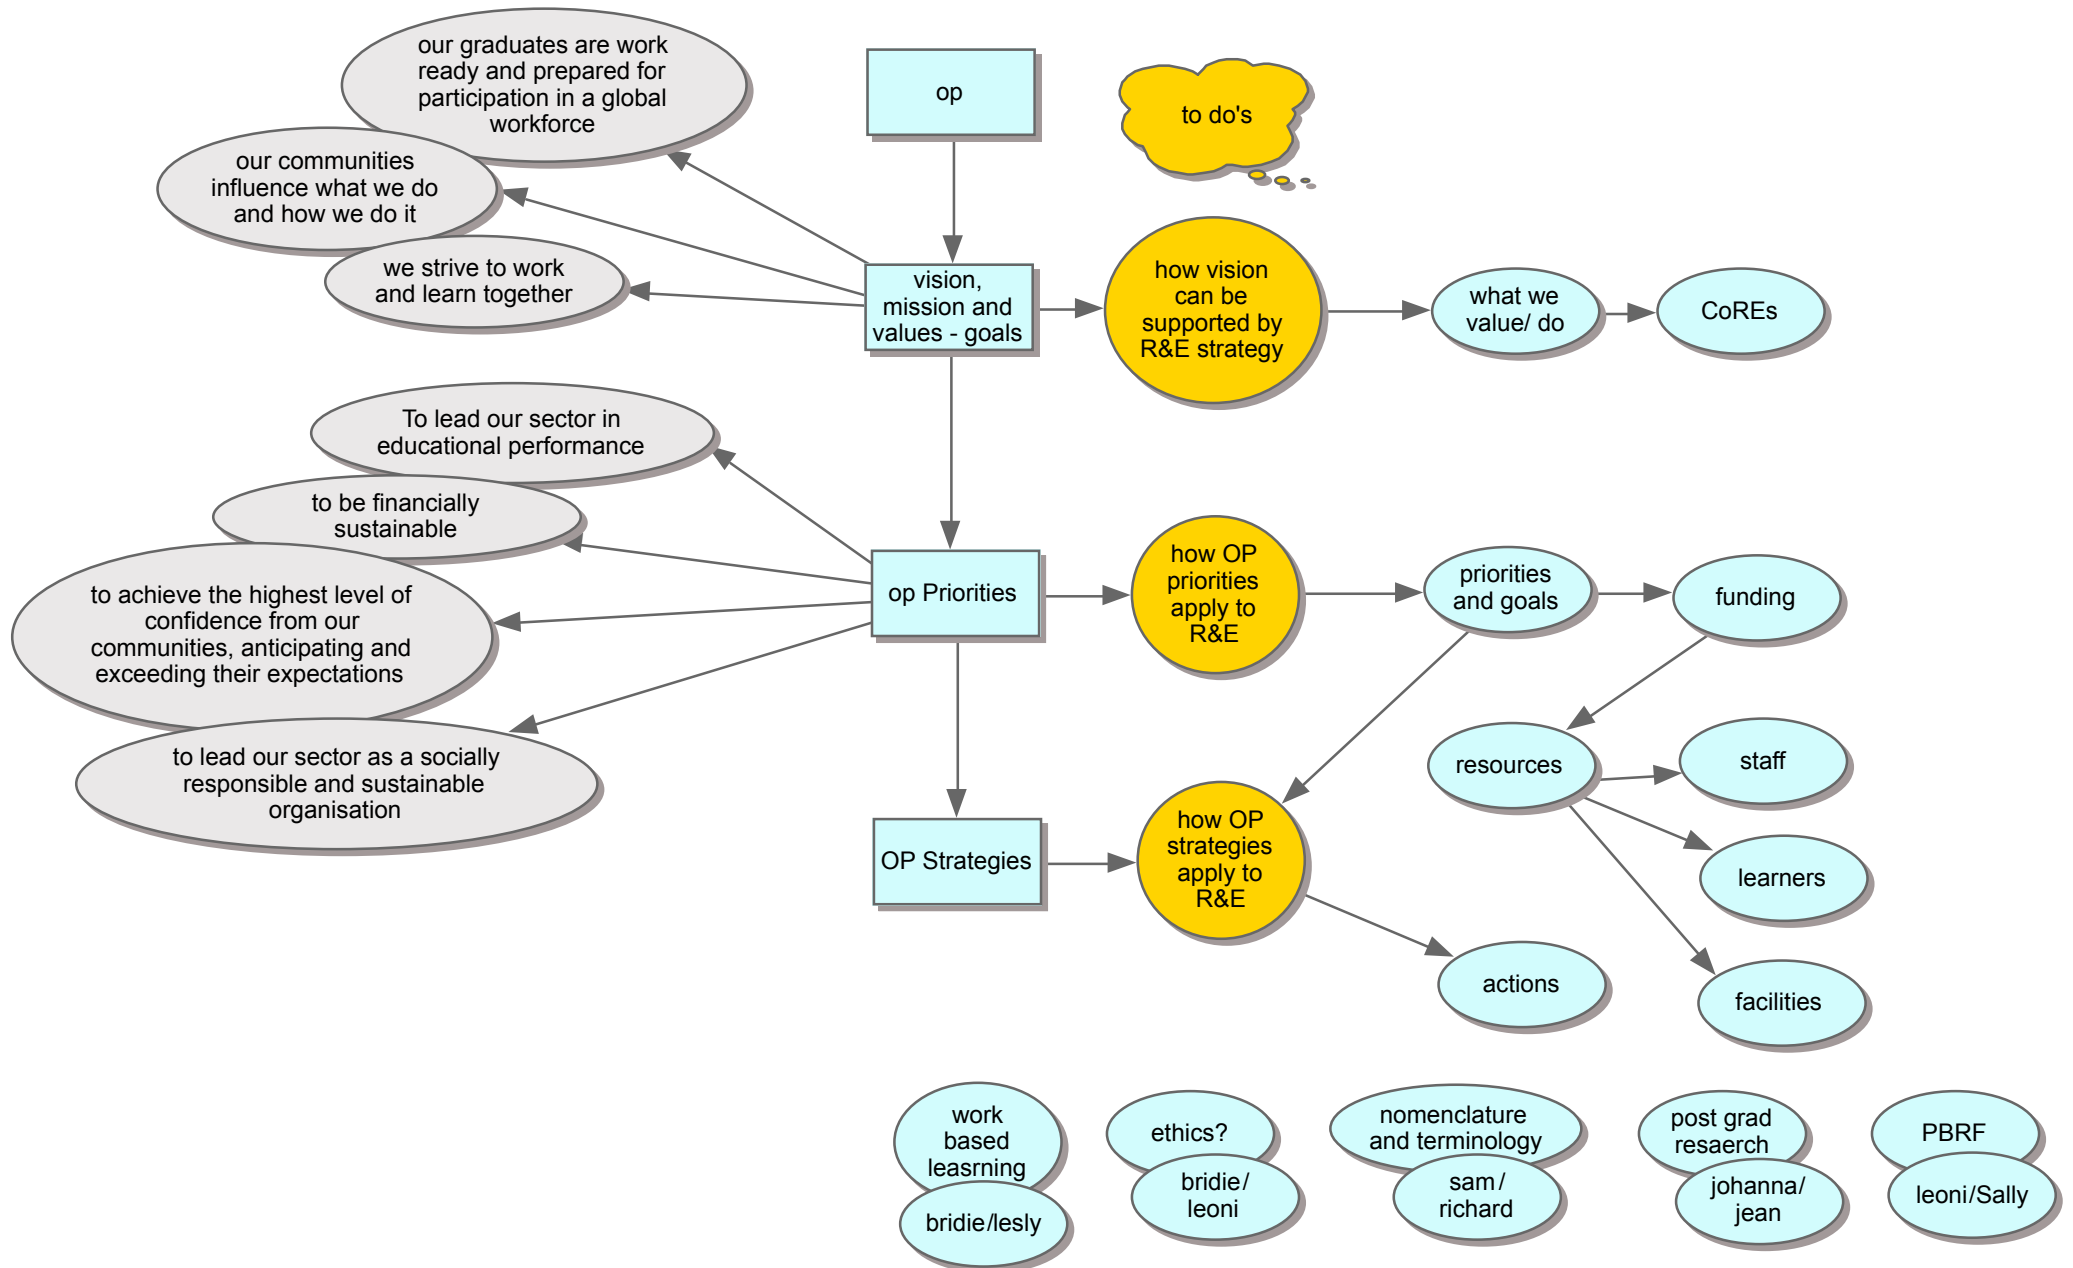 our graduates are work
ready and prepared for
participation in a global
workforce
op
to do's
our communities
influence what we do
and how we do it
we strive to work
and learn together
vision,
mission and
values - goals
how vision
can be
supported by
R&E strategy
what we
value/ do
CoREs
To lead our sector in
educational performance
to be financially
sustainable
to achieve the highest level of
confidence from our
communities, anticipating and
exceeding their expectations
to lead our sector as a socially
responsible and sustainable
organisation
op Priorities
how OP
priorities
apply to
R&E
priorities
and goals
funding
resources
staff
learners
facilities
OP Strategies
how OP
strategies
apply to
R&E
actions
work
based
leasrning
bridie/lesly
ethics?
bridie/
leoni
nomenclature
and terminology
sam/
richard
post grad
resaerch
johanna/
jean
PBRF
leoni/Sally